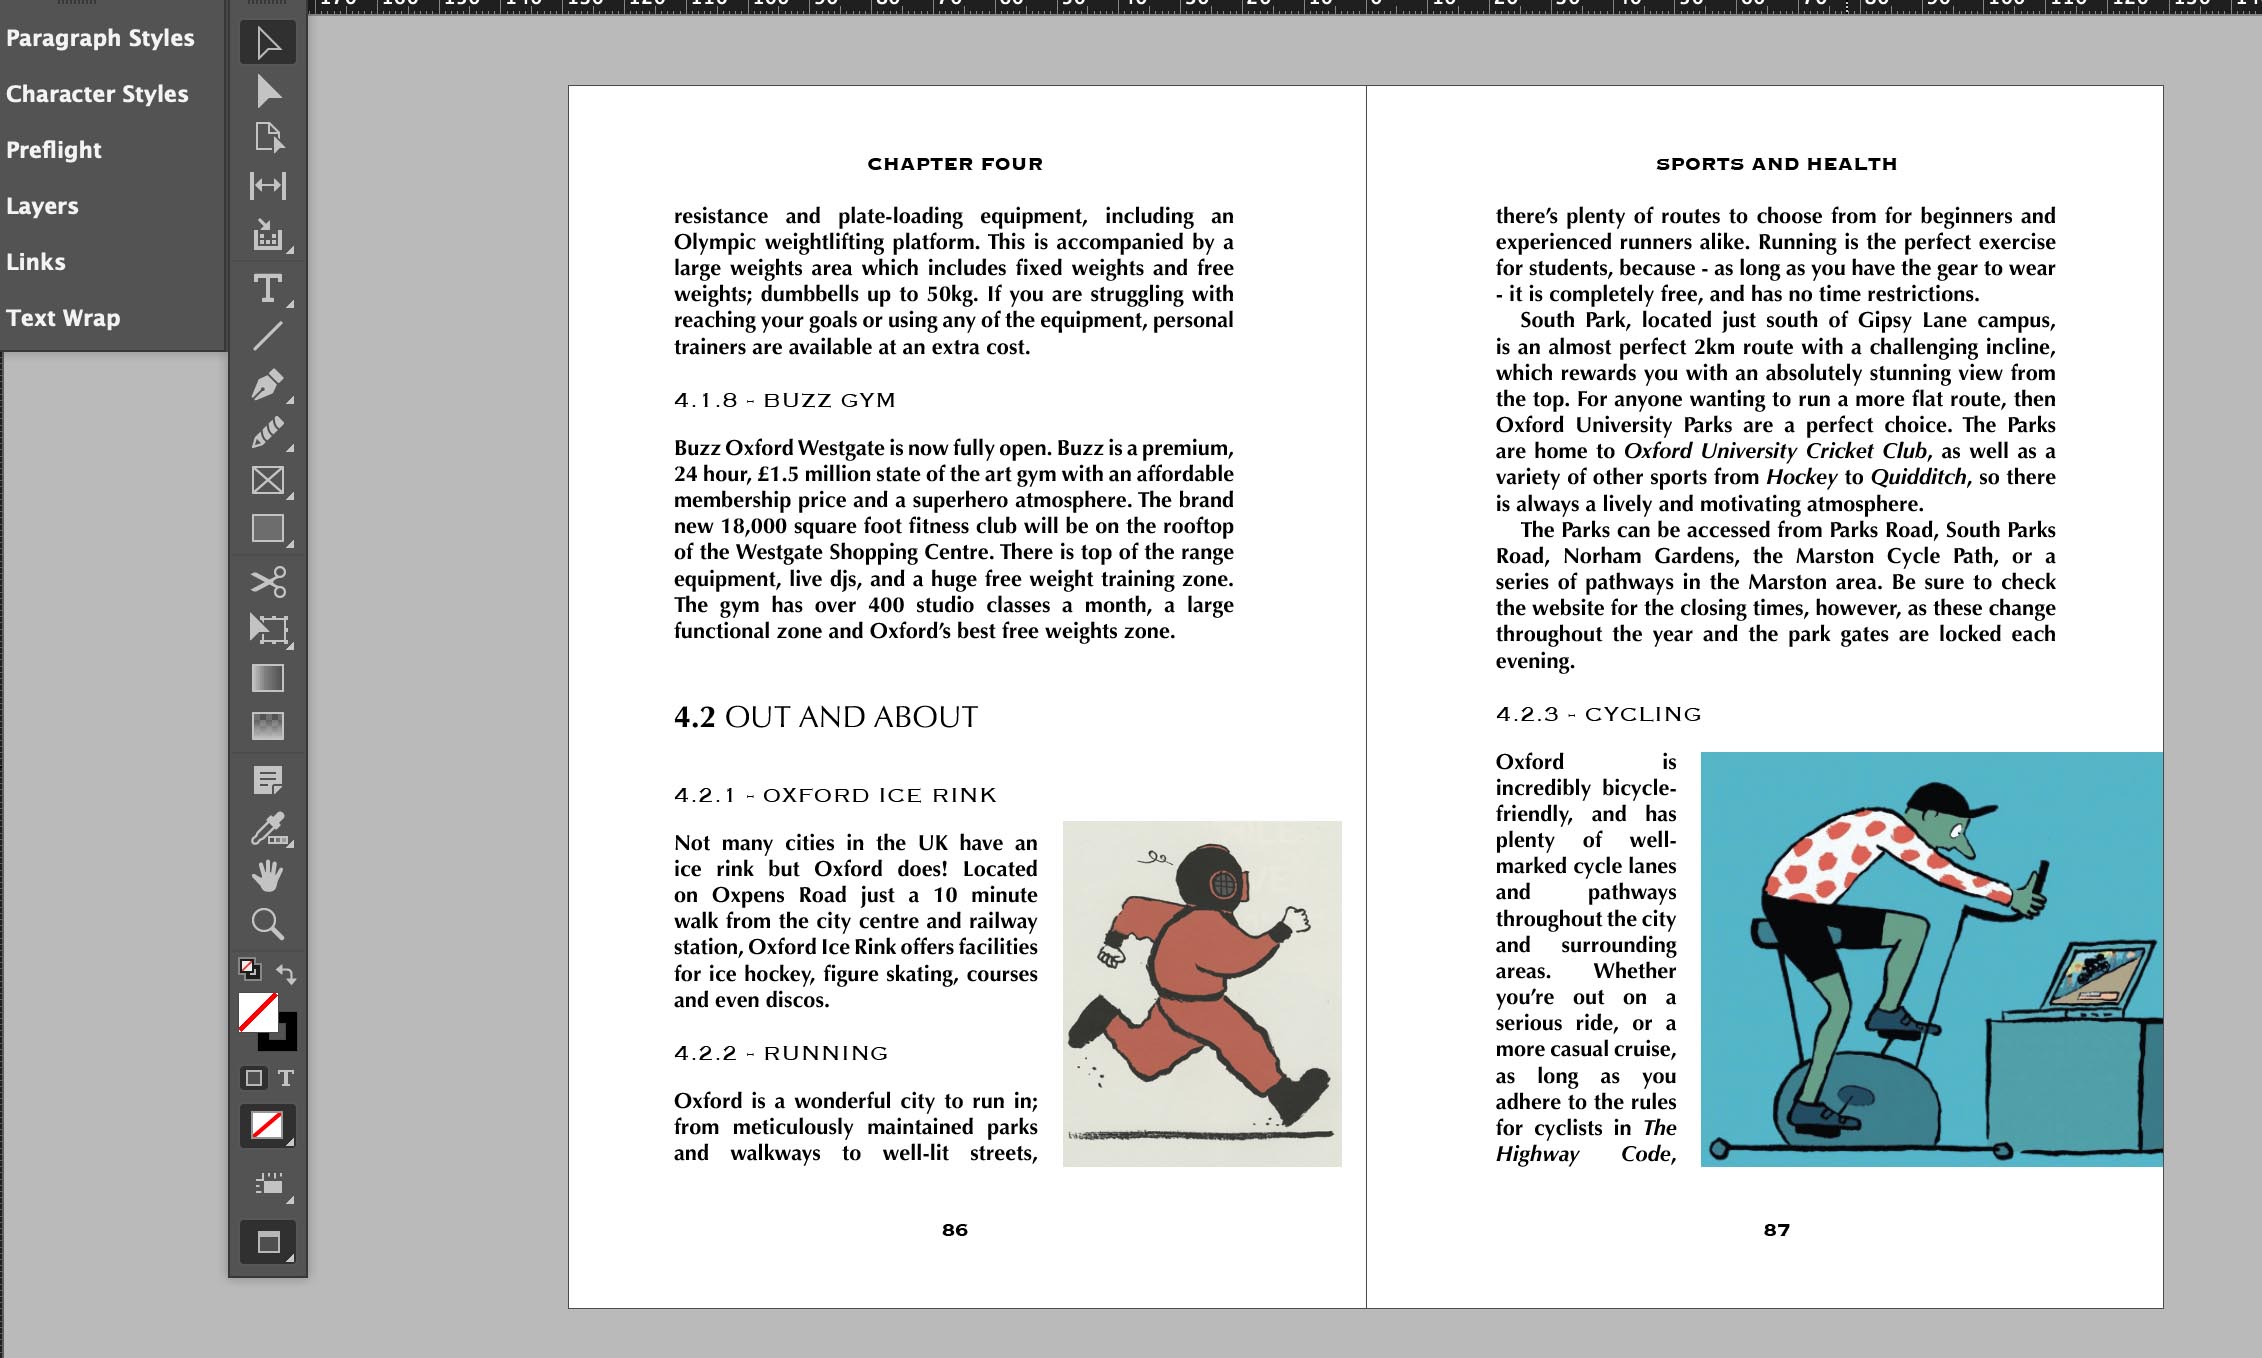 Paragraph Styles
Character Styles
Preflight
Layers
Links
Text Wrap
CHAPTER FOUR
resistance and plate-loading equipment, including an
Olympic weightlifting platform. This is accompanied by a
large weights area which includes fixed weights and free
weights; dumbbells up to 50kg. If you are struggling with
reaching your goals or using any of the equipment, personal
trainers are available at an extra cost.
4.1.8 - BUZZ GYM
Buzz Oxford Westgate is now fully open. Buzz is a premium,
24 hour, £1.5 million state of the art gym with an affordable
membership price and a superhero atmosphere. The brand
new 18,000 square foot fitness club will be on the rooftop
of the Westgate Shopping Centre. There is top of the range
equipment, live djs, and a huge free weight training zone.
The gym has over 400 studio classes a month, a large
functional zone and Oxford's best free weights zone.
4.2 OUT AND ABOUT
4.2.1 - OXFORD ICE RINK
Not many cities in the UK have an
ice rink but Oxford does! Located
on Oxpens Road just a 10 minute
walk from the city centre and railway
station, Oxford Ice Rink offers facilities
for ice hockey, figure skating, courses
and even discos.
4.2.2 - RUNNING
Oxford is a wonderful city to run in;
from meticulously maintained parks
and walkways to well-lit streets,
86
SPORTS AND HEALTH
there's plenty of routes to choose from for beginners and
experienced runners alike. Running is the perfect exercise
for students, because - as long as you have the gear to wear
- it is completely free, and has no time restrictions.
South Park, located just south of Gipsy Lane campus,
is an almost perfect 2km route with a challenging incline,
which rewards you with an absolutely stunning view from
the top. For anyone wanting to run a more flat route, then
Oxford University Parks are a perfect choice. The Parks
are home to Oxford University Cricket Club, as well as a
variety of other sports from Hockey to Quidditch, so there
is always a lively and motivating atmosphere.
The Parks can be accessed from Parks Road, South Parks
Road, Norham Gardens, the Marston Cycle Path, or a
series of pathways in the Marston area. Be sure to check
the website for the closing times, however, as these change
throughout the year and the park gates are locked each
evening.
4.2.3 - CYCLING
Oxford is
incredibly bicycle-
friendly, and has
plenty of well-
marked cycle lanes
and pathways
throughout the city
and surrounding
areas. Whether
you're out on a
serious ride, or a
more casual cruise,
as long as you
adhere to the rules
for cyclists in The
Highway Code,
87